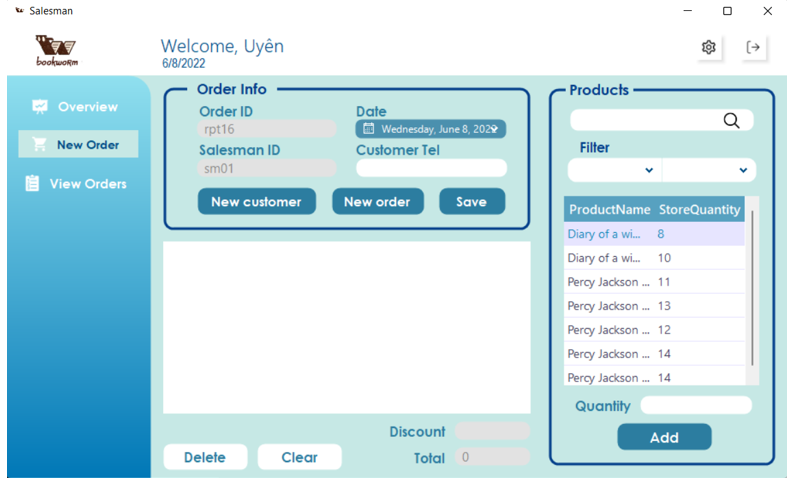 Salesman
bookworm
Welcome, Uyên
6/8/2022
Overview
New Order
View Orders
Order Info
Order ID
Date
rpt16
Wednesday, June 8, 2022
Salesman ID
Customer Tel
sm01
New customer
New order
Save
Discount
Delete
Clear
Total
0
Products
Filter
ProductName StoreQuantity
Diary of a wi... 8
Diary of a wi... 10
Percy Jackson ... 11
Percy Jackson ... 13
Percy Jackson ... 12
Percy Jackson ... 14
Percy Jackson ... 14
Quantity
Add